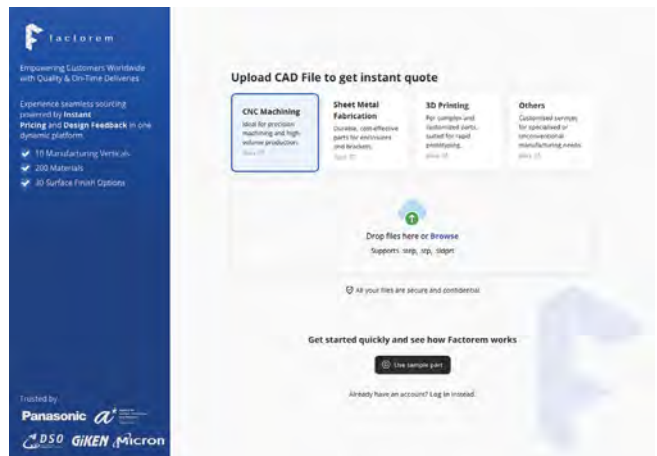 factorem
Empowering Customers Worldwide
with Quality & On-Time Deliveries
Experience seamless sourcing
powered by Instant
Pricing and Design Feedback in one
dynamic platform.
10 Manufacturing Verticals
200 Materials
30 Surface Finish Options
Trusted by
Panasonic
DSO GiKEN Micron
Upload CAD File to get instant quote
CNC Machining
Ideal for precision
machining and high-
volume production.
Sheet Metal
Fabrication
Durable, cost-effective
parts for enclosures
and brackets.
3D Printing
For complex and
customized parts,
suited for rapid
prototyping.
Others
Customized services
for specialised or
unconventional
manufacturing needs.
Drop files here or Browse
Supports .step, .stp, .sldprt
All your files are secure and confidential
Get started quickly and see how Factorem works
Use sample part
Already have an account? Log in instead.